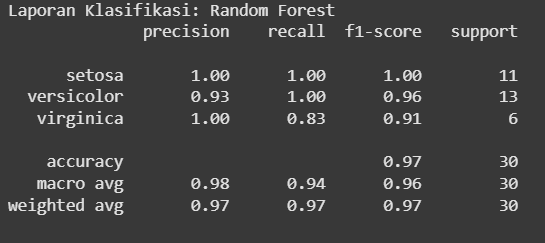 Laporan Klasifikasi: Random Forest
precision recall f1-score support
setosa 1.00 1.00 1.00 11
versicolor 0.93 1.00 0.96 13
virginica 1.00 0.83 0.91 6
accuracy 0.97 30
macro avg 0.98 0.94 0.96 30
weighted avg 0.97 0.97 0.97 30